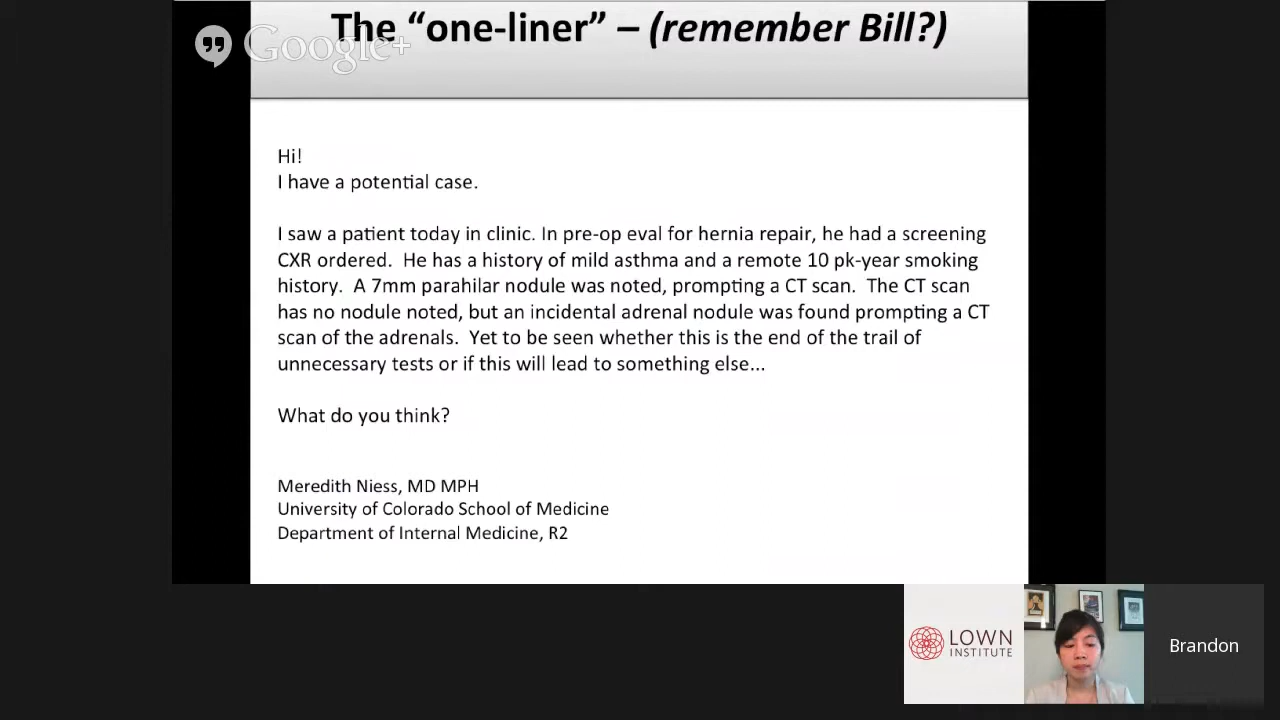 The “one-liner” – (remember Bill?)
Google+
Hi!
I have a potential case.
I saw a patient today in clinic. In pre-op eval for hernia repair, he had a screening
CXR ordered.  He has a history of mild asthma and a remote 10 pk-year smoking
history.  A 7mm parahilar nodule was noted, prompting a CT scan.  The CT scan
has no nodule noted, but an incidental adrenal nodule was found prompting a CT
scan of the adrenals.  Yet to be seen whether this is the end of the trail of
unnecessary tests or if this will lead to something else...
What do you think?
Meredith Niess, MD MPH
University of Colorado School of Medicine
Department of Internal Medicine, R2
LOWN
INSTITUTE
Brandon